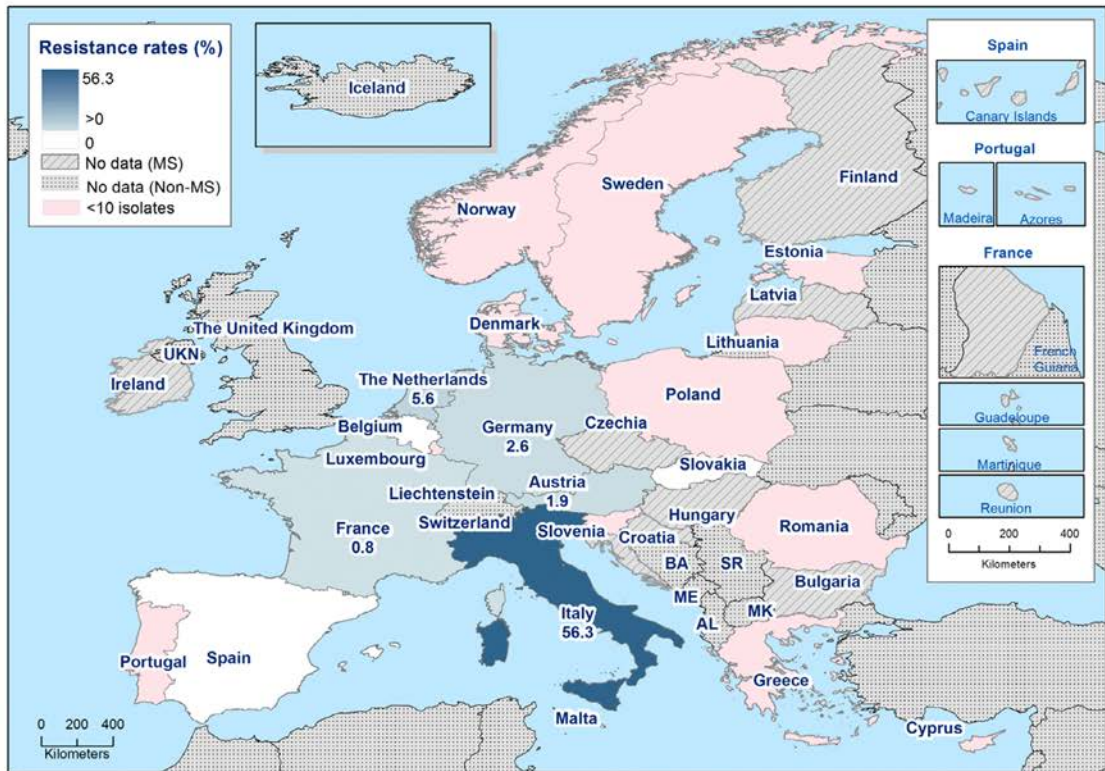 Resistance rates (%)
56.3
>0
0
No data (MS)
No data (Non-MS)
<10 isolates
Iceland
Spain
Canary Islands
Portugal
Madeira
Azores
France
French
Guiana
Guadeloupe
Martinique
Reunion
0 200 400
Kilometers
Finland
Sweden
Norway
Estonia
Latvia
Lithuania
Denmark
The United Kingdom
UKN
Ireland
The Netherlands
5.6
Belgium
Luxembourg
Germany
2.6
Poland
Czechia
Slovakia
Austria
1.9
Liechtenstein
Switzerland
France
0.8
Slovenia
Hungary
Croatia
Romania
BA
SR
ME
Bulgaria
MK
AL
Italy
56.3
Portugal
Spain
Greece
Malta
Cyprus
0 200 400
Kilometers